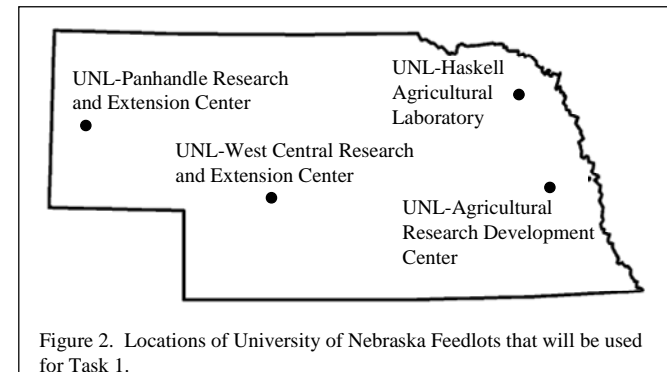 UNL-Panhandle Research
and Extension Center
UNL-Haskell
Agricultural
Laboratory
UNL-West Central Research
and Extension Center
UNL-Agricultural
Research Development
Center
Figure 2.  Locations of University of Nebraska Feedlots that will be used
for Task 1.